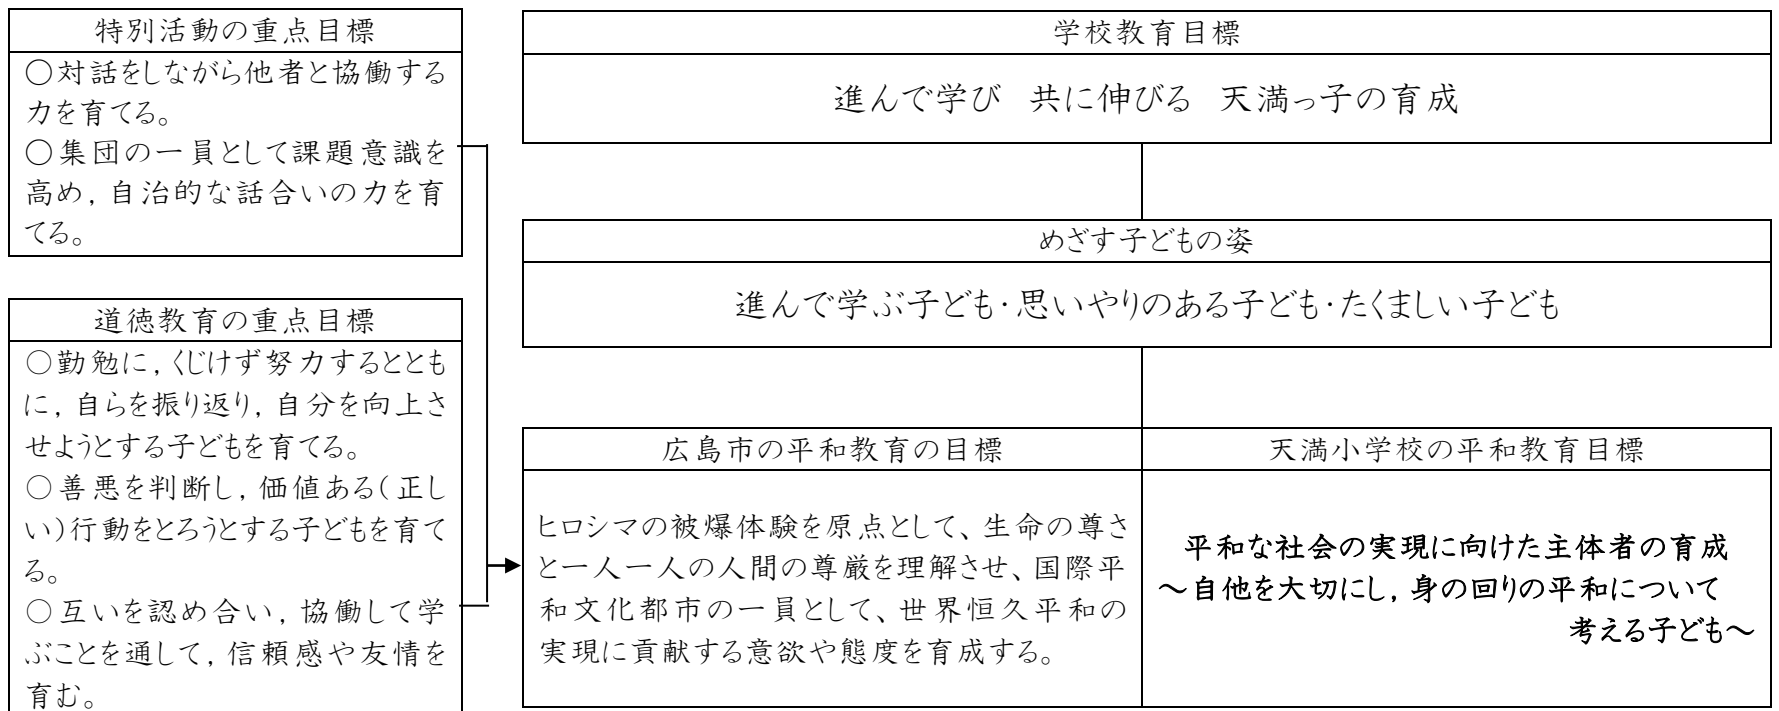 特別活動の重点目標
○対話をしながら他者と協働する
力を育てる。
○集団の一員として課題意識を
高め，自治的な話合いの力を育
てる。
道徳教育の重点目標
○勤勉に，くじけず努力するととも
に，自らを振り返り，自分を向上さ
せようとする子どもを育てる。
○善悪を判断し，価値ある（正し
い）行動をとろうとする子どもを育て
る。
○互いを認め合い，協働して学
ぶことを通して，信頼感や友情を
育む。
学校教育目標
進んで学び　共に伸びる　天満っ子の育成
めざす子どもの姿
進んで学ぶ子ども・思いやりのある子ども・たくましい子ども
広島市の平和教育の目標
ヒロシマの被爆体験を原点として、生命の尊さ
と一人一人の人間の尊厳を理解させ、国際平
和文化都市の一員として、世界恒久平和の
実現に貢献する意欲や態度を育成する。
天満小学校の平和教育目標
平和な社会の実現に向けた主体者の育成
～自他を大切にし，身の回りの平和について
考える子ども～